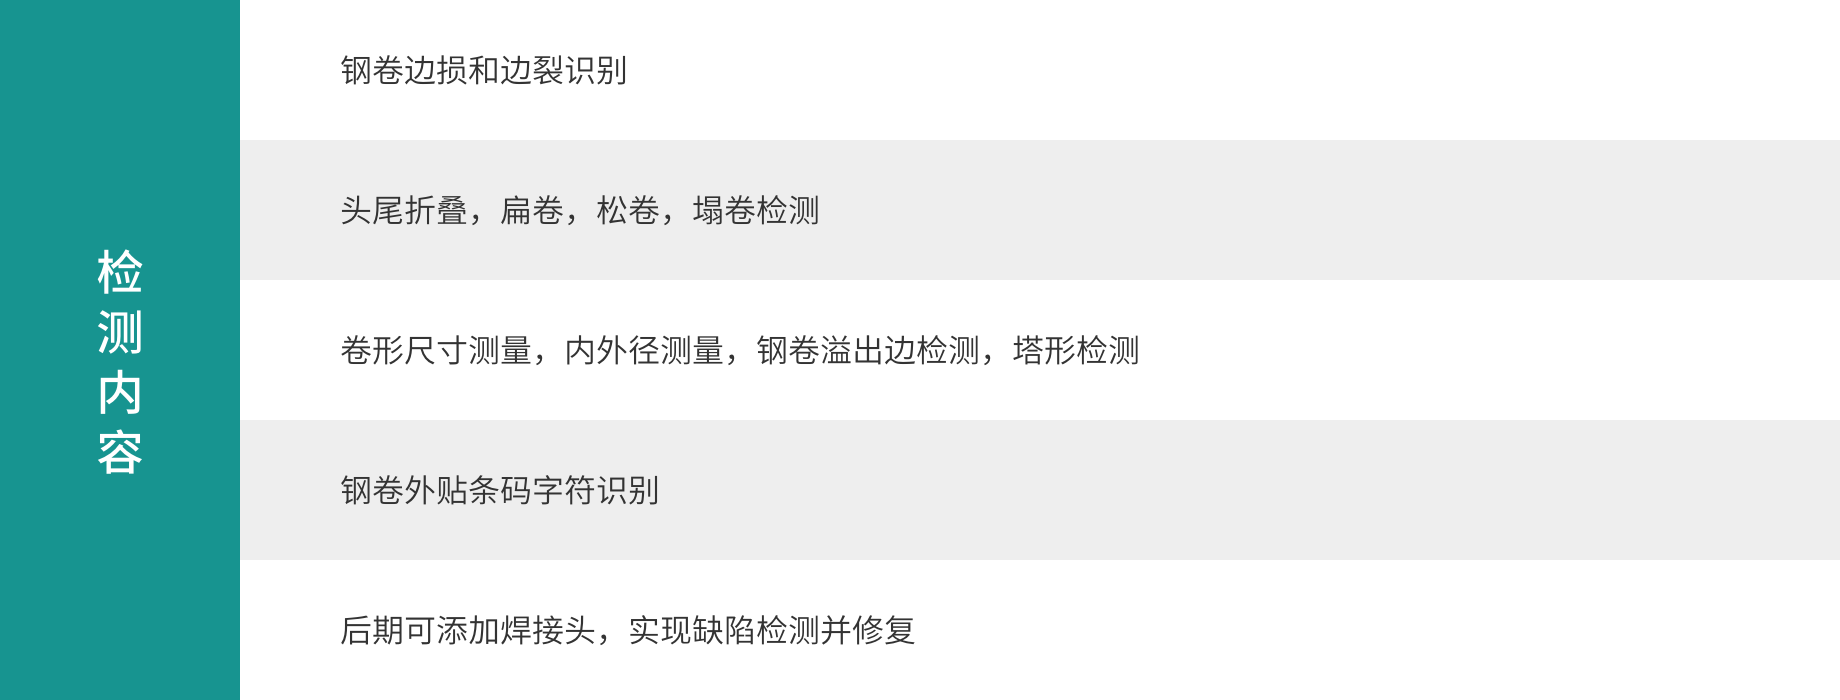 检测内容
钢卷边损和边裂识别
头尾折叠，扁卷，松卷，塌卷检测
卷形尺寸测量，内外径测量，钢卷溢出边检测，塔形检测
钢卷外贴条码字符识别
后期可添加焊接头，实现缺陷检测并修复